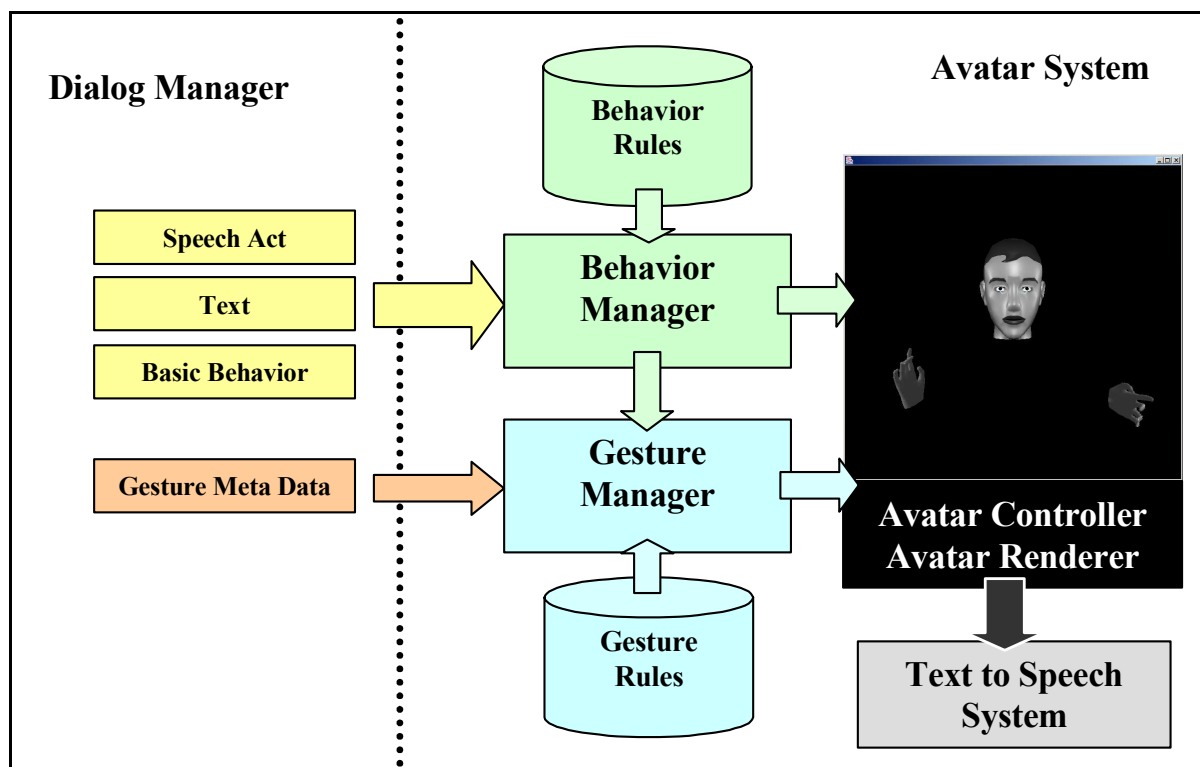 Dialog Manager
Avatar System
Behavior
Rules
Speech Act
Text
Basic Behavior
Gesture Meta Data
Behavior
Manager
Gesture
Manager
Gesture
Rules
Avatar Controller
Avatar Renderer
Text to Speech
System